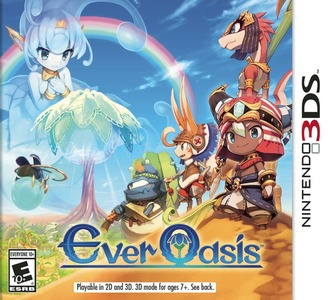 NINTENDO 3DS
Ever Oasis
EVERYONE 10+
E
10+
ESRB
Playable in 2D and 3D. 3D mode for ages 7+. See back.